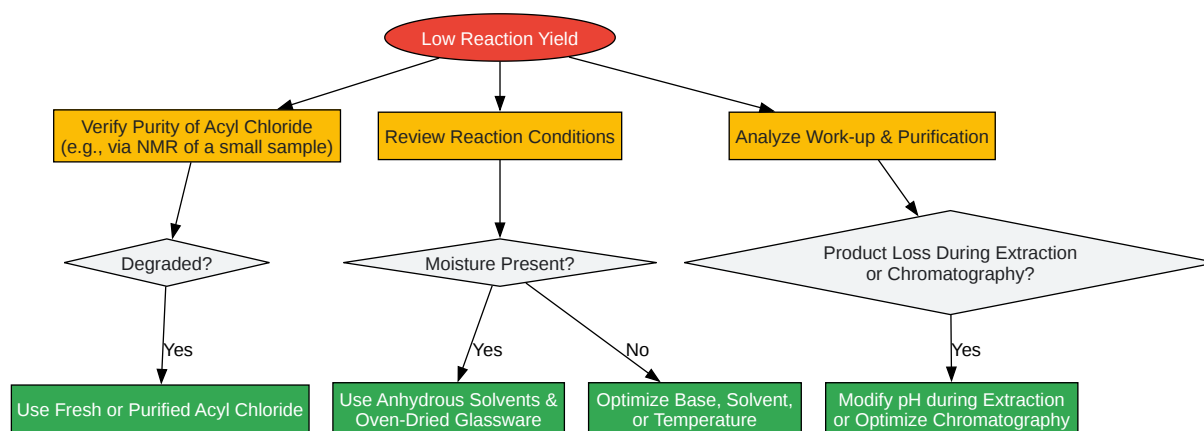 Low Reaction Yield
Verify Purity of Acyl Chloride
(e.g., via NMR of a small sample)
Review Reaction Conditions
Analyze Work-up & Purification
Degraded?
Moisture Present?
Product Loss During Extraction
or Chromatography?
Yes
Yes
No
Yes
Use Fresh or Purified Acyl Chloride
Use Anhydrous Solvents &
Oven-Dried Glassware
Optimize Base, Solvent,
or Temperature
Modify pH during Extraction
or Optimize Chromatography